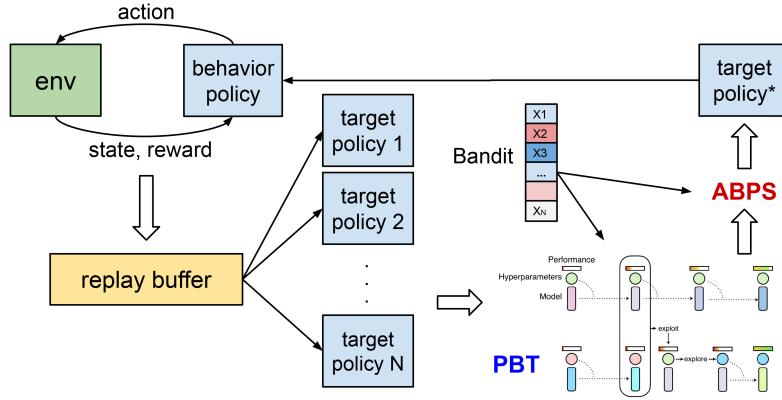 action
env
behavior
policy
state, reward
target
policy*
target
policy 1
target
policy 2
.
.
.
target
policy N
replay buffer
Bandit
X1
X2
X3
...
XN
ABPS
Performance
Hyperparameters
Model
exploit
explore
PBT